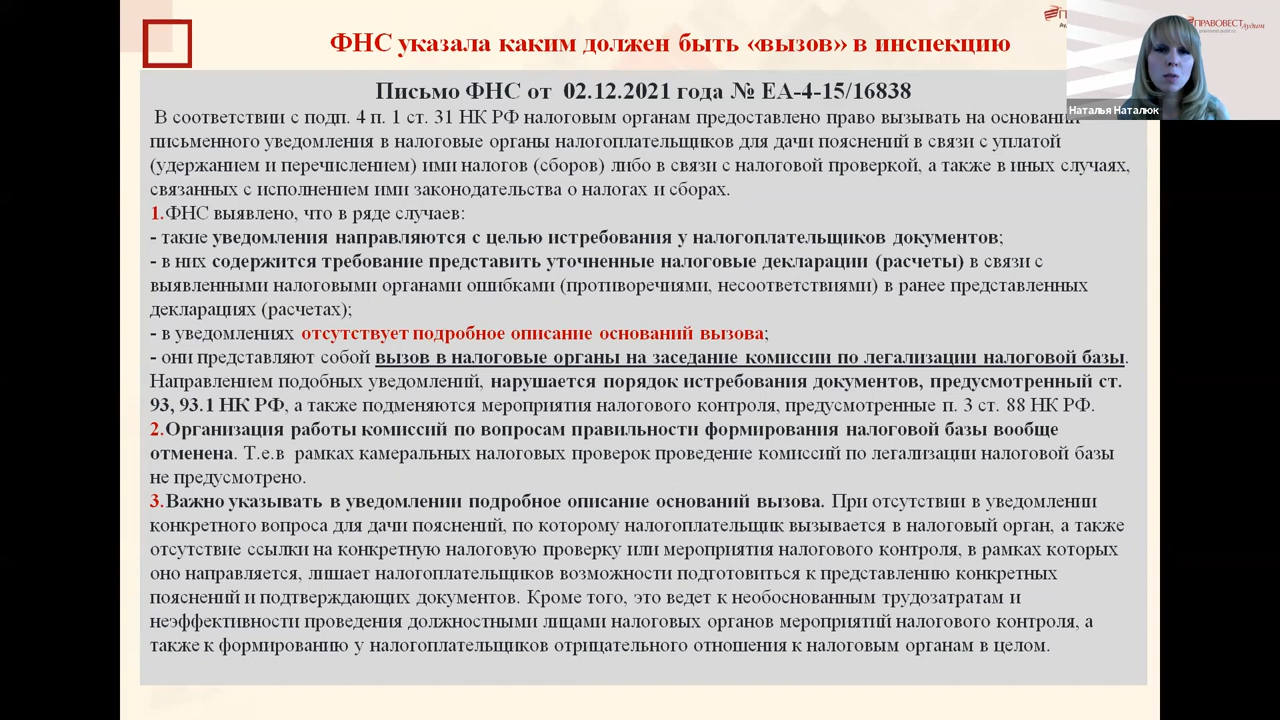 ФНС указала каким должен быть «вызов» в инспекцию
ПРАВОВЕСТ Аудит
pravovest-audit.ru
Наталья Наталюк
Письмо ФНС от 02.12.2021 года № ЕА-4-15/16838
В соответствии с подп. 4 п. 1 ст. 31 НК РФ налоговым органам предоставлено право вызывать на основании
письменного уведомления в налоговые органы налогоплательщиков для дачи пояснений в связи с уплатой
(удержанием и перечислением) ими налогов (сборов) либо в связи с налоговой проверкой, а также в иных случаях,
связанных с исполнением ими законодательства о налогах и сборах.
1.ФНС выявлено, что в ряде случаев:
- такие уведомления направляются с целью истребования у налогоплательщиков документов;
- в них содержится требование представить уточненные налоговые декларации (расчеты) в связи с
выявленными налоговыми органами ошибками (противоречиями, несоответствиями) в ранее представленных
декларациях (расчетах);
- в уведомлениях отсутствует подробное описание оснований вызова;
- они представляют собой вызов в налоговые органы на заседание комиссии по легализации налоговой базы.
Направлением подобных уведомлений, нарушается порядок истребования документов, предусмотренный ст.
93, 93.1 НК РФ, а также подменяются мероприятия налогового контроля, предусмотренные п. 3 ст. 88 НК РФ.
2.Организация работы комиссий по вопросам правильности формирования налоговой базы вообще
отменена. Т.е.в рамках камеральных налоговых проверок проведение комиссий по легализации налоговой базы
не предусмотрено.
3.Важно указывать в уведомлении подробное описание оснований вызова. При отсутствии в уведомлении
конкретного вопроса для дачи пояснений, по которому налогоплательщик вызывается в налоговый орган, а также
отсутствие ссылки на конкретную налоговую проверку или мероприятия налогового контроля, в рамках которых
оно направляется, лишает налогоплательщиков возможности подготовиться к представлению конкретных
пояснений и подтверждающих документов. Кроме того, это ведет к необоснованным трудозатратам и
неэффективности проведения должностными лицами налоговых органов мероприятий налогового контроля, а
также к формированию у налогоплательщиков отрицательного отношения к налоговым органам в целом.